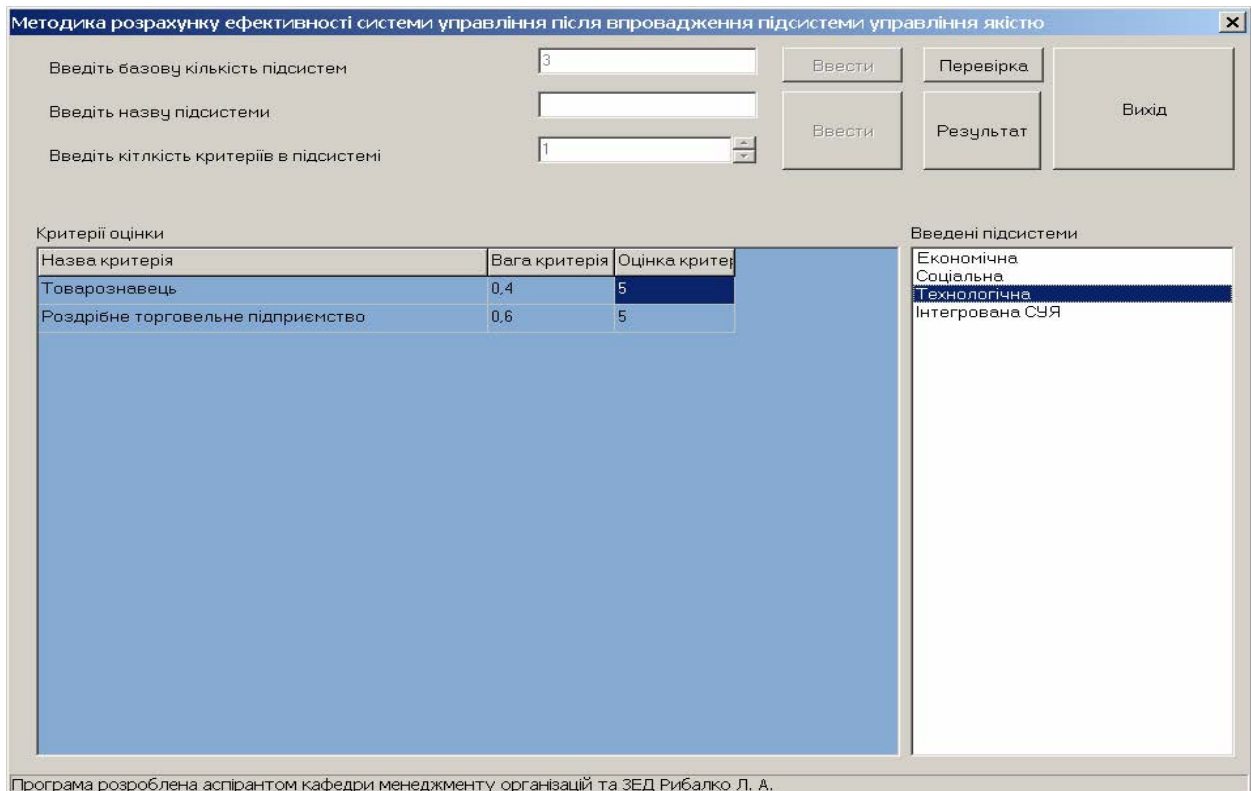 Методика розрахунку ефективності системи управління після впровадження підсистеми управління якістю
Введіть базову кількість підсистем
3
Ввести
Перевірка
Вихід
Введіть назву підсистеми
Ввести
Результат
Введіть кітлкість критеріїв в підсистемі
1
Критерії оцінки
Введені підсистеми
Назва критерія Вага критерія Оцінка критер
Товарознавець 0,4 5
Роздрібне торговельне підприємство 0,6 5
Економічна
Соціальна
Технологічна
Інтегрована СУЯ
Програма розроблена аспірантом кафедри менеджменту організацій та ЗЕД Рибалко Л. А.